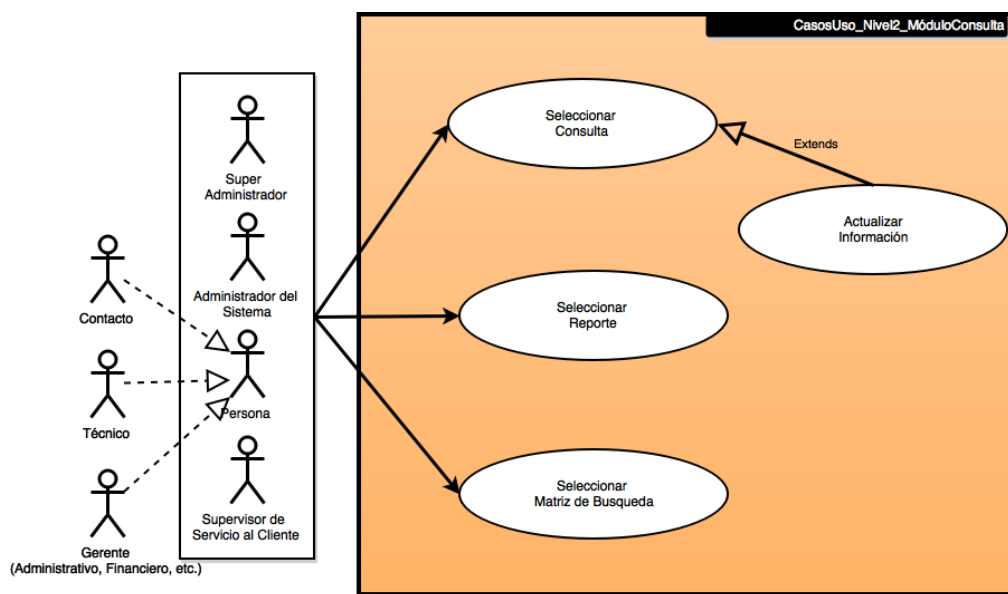 CasosUso_Nivel2_MóduloConsulta
Super
Administrador
Administrador del
Sistema
Persona
Supervisor de
Servicio al Cliente
Contacto
Técnico
Gerente
(Administrativo, Financiero, etc.)
Seleccionar
Consulta
Extends
Actualizar
Información
Seleccionar
Reporte
Seleccionar
Matriz de Busqueda